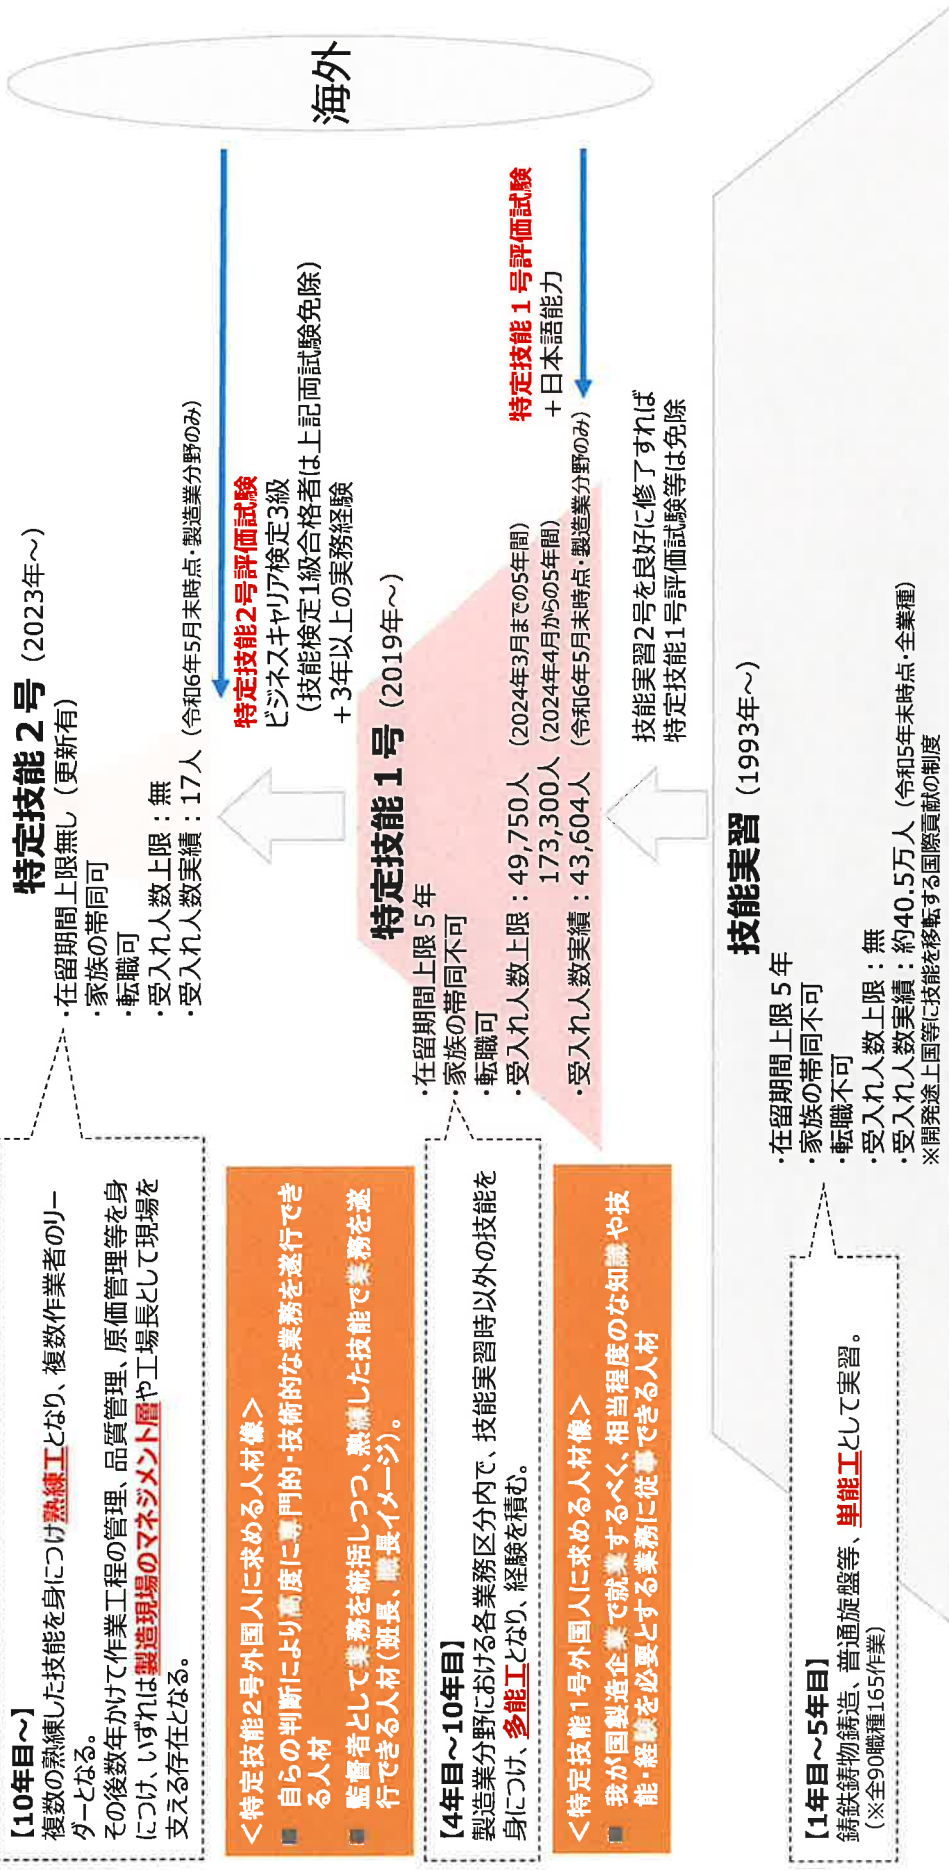 【10年目～】
複数の熟練した技能を身につけ熟練工となり、複数作業者のリー
ダーとなる。
その後数年かけて作業工程の管理、品質管理、原価管理等を身
につけ、いずれは製造現場のマネジメント層や工場長として現場を
支える存在となる。
＜特定技能2号外国人に求める人材像＞
■ 自らの判断により高度に専門的・技術的な業務を遂行でき
る人材
■ 監督者として業務を統括しつつ、熟練した技能で業務を遂
行できる人材（班長、職長イメージ）。
【4年目～10年目】
製造業分野における各業務区分内で、技能実習時以外の技能を
身につけ、多能工となり、経験を積む。
＜特定技能1号外国人に求める人材像＞
■ 我が国製造企業で就業するべく、相当程度のな知識や技
能・経験を必要とする業務に従事できる人材
【1年目～5年目】
鋳鉄鋳物鋳造、普通旋盤等、単能工として実習。
（※全90職種165作業）
特定技能２号（2023年～）
・在留期間上限無し（更新有）
・家族の帯同可
・転職可
・受入れ人数上限：無
・受入れ人数実績：17人（令和6年5月末時点・製造業分野のみ）
特定技能2号評価試験
ビジネスキャリア検定3級
（技能検定1級合格者は上記両試験免除）
＋3年以上の実務経験
特定技能１号（2019年～）
・在留期間上限５年
・家族の帯同不可
・転職可
・受入れ人数上限：49,750人（2024年3月までの5年間）
173,300人（2024年4月からの5年間）
・受入れ人数実績：43,604人（令和6年5月末時点・製造業分野のみ）
特定技能１号評価試験
＋日本語能力
技能実習2号を良好に修了すれば
特定技能1号評価試験等は免除
技能実習（1993年～）
・在留期間上限５年
・家族の帯同不可
・転職不可
・受入れ人数上限：無
・受入れ人数実績：約40.5万人（令和5年末時点・全業種）
※開発途上国等に技能を移転する国際貢献の制度
海外